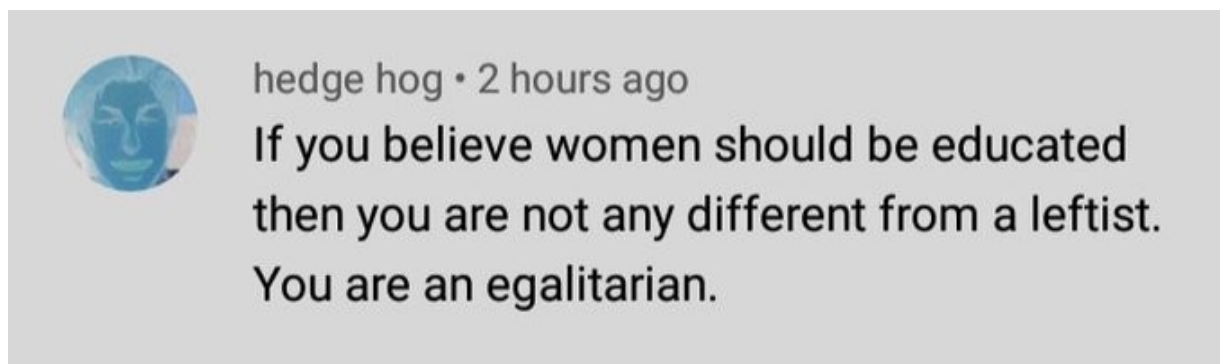 hedge hog • 2 hours ago
If you believe women should be educated
then you are not any different from a leftist.
You are an egalitarian.